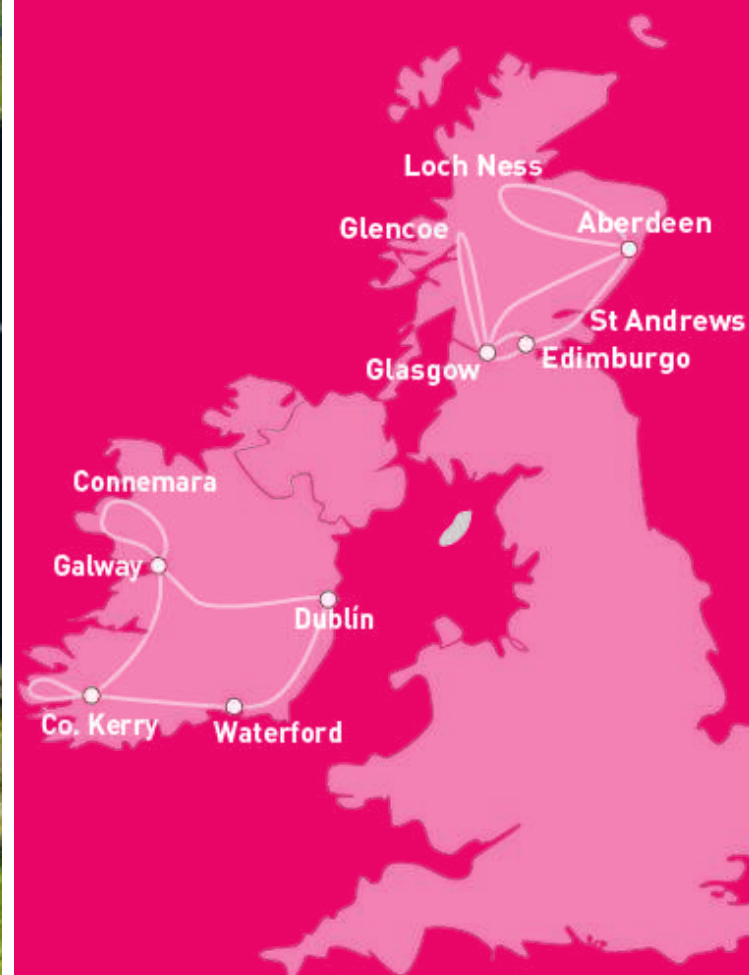 Loch Ness
Glencoe
Aberdeen
St Andrews
Glasgow
Edimburgo
Connemara
Galway
Dublín
Co. Kerry
Waterford